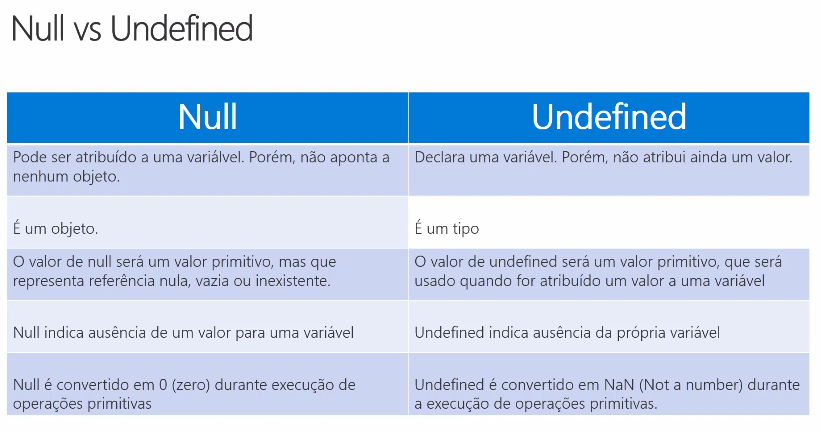 Null vs Undefined
Null
Undefined
Pode ser atribuído a uma variálvel. Porém, não aponta a
nenhum objeto.
Declara uma variável. Porém, não atribui ainda um valor.
É um objeto.
É um tipo
O valor de null será um valor primitivo, mas que
representa referência nula, vazia ou inexistente.
O valor de undefined será um valor primitivo, que será
usado quando for atribuído um valor a uma variável
Null indica ausência de um valor para uma variável
Undefined indica ausência da própria variável
Null é convertido em 0 (zero) durante execução de
operações primitivas
Undefined é convertido em NaN (Not a number) durante
a execução de operações primitivas.